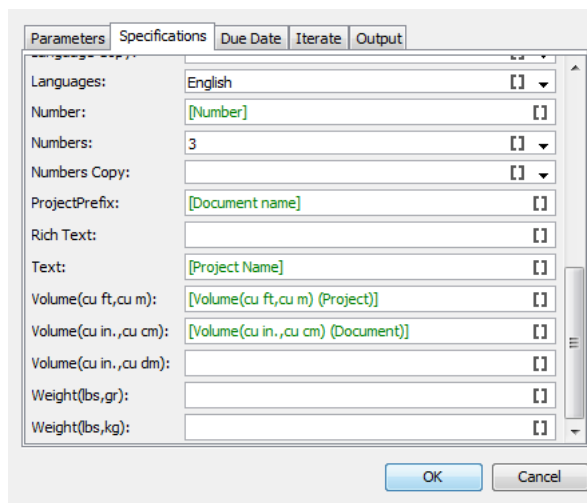 Parameters Specifications Due Date Iterate Output
Languages: English
Number: [Number]
Numbers: 3
Numbers Copy:
ProjectPrefix: [Document name]
Rich Text:
Text: [Project Name]
Volume(cu ft,cu m): [Volume(cu ft,cu m) (Project)]
Volume(cu in.,cu cm): [Volume(cu in.,cu cm) (Document)]
Volume(cu in.,cu dm):
Weight(lbs,gr):
Weight(lbs,kg):
OK Cancel